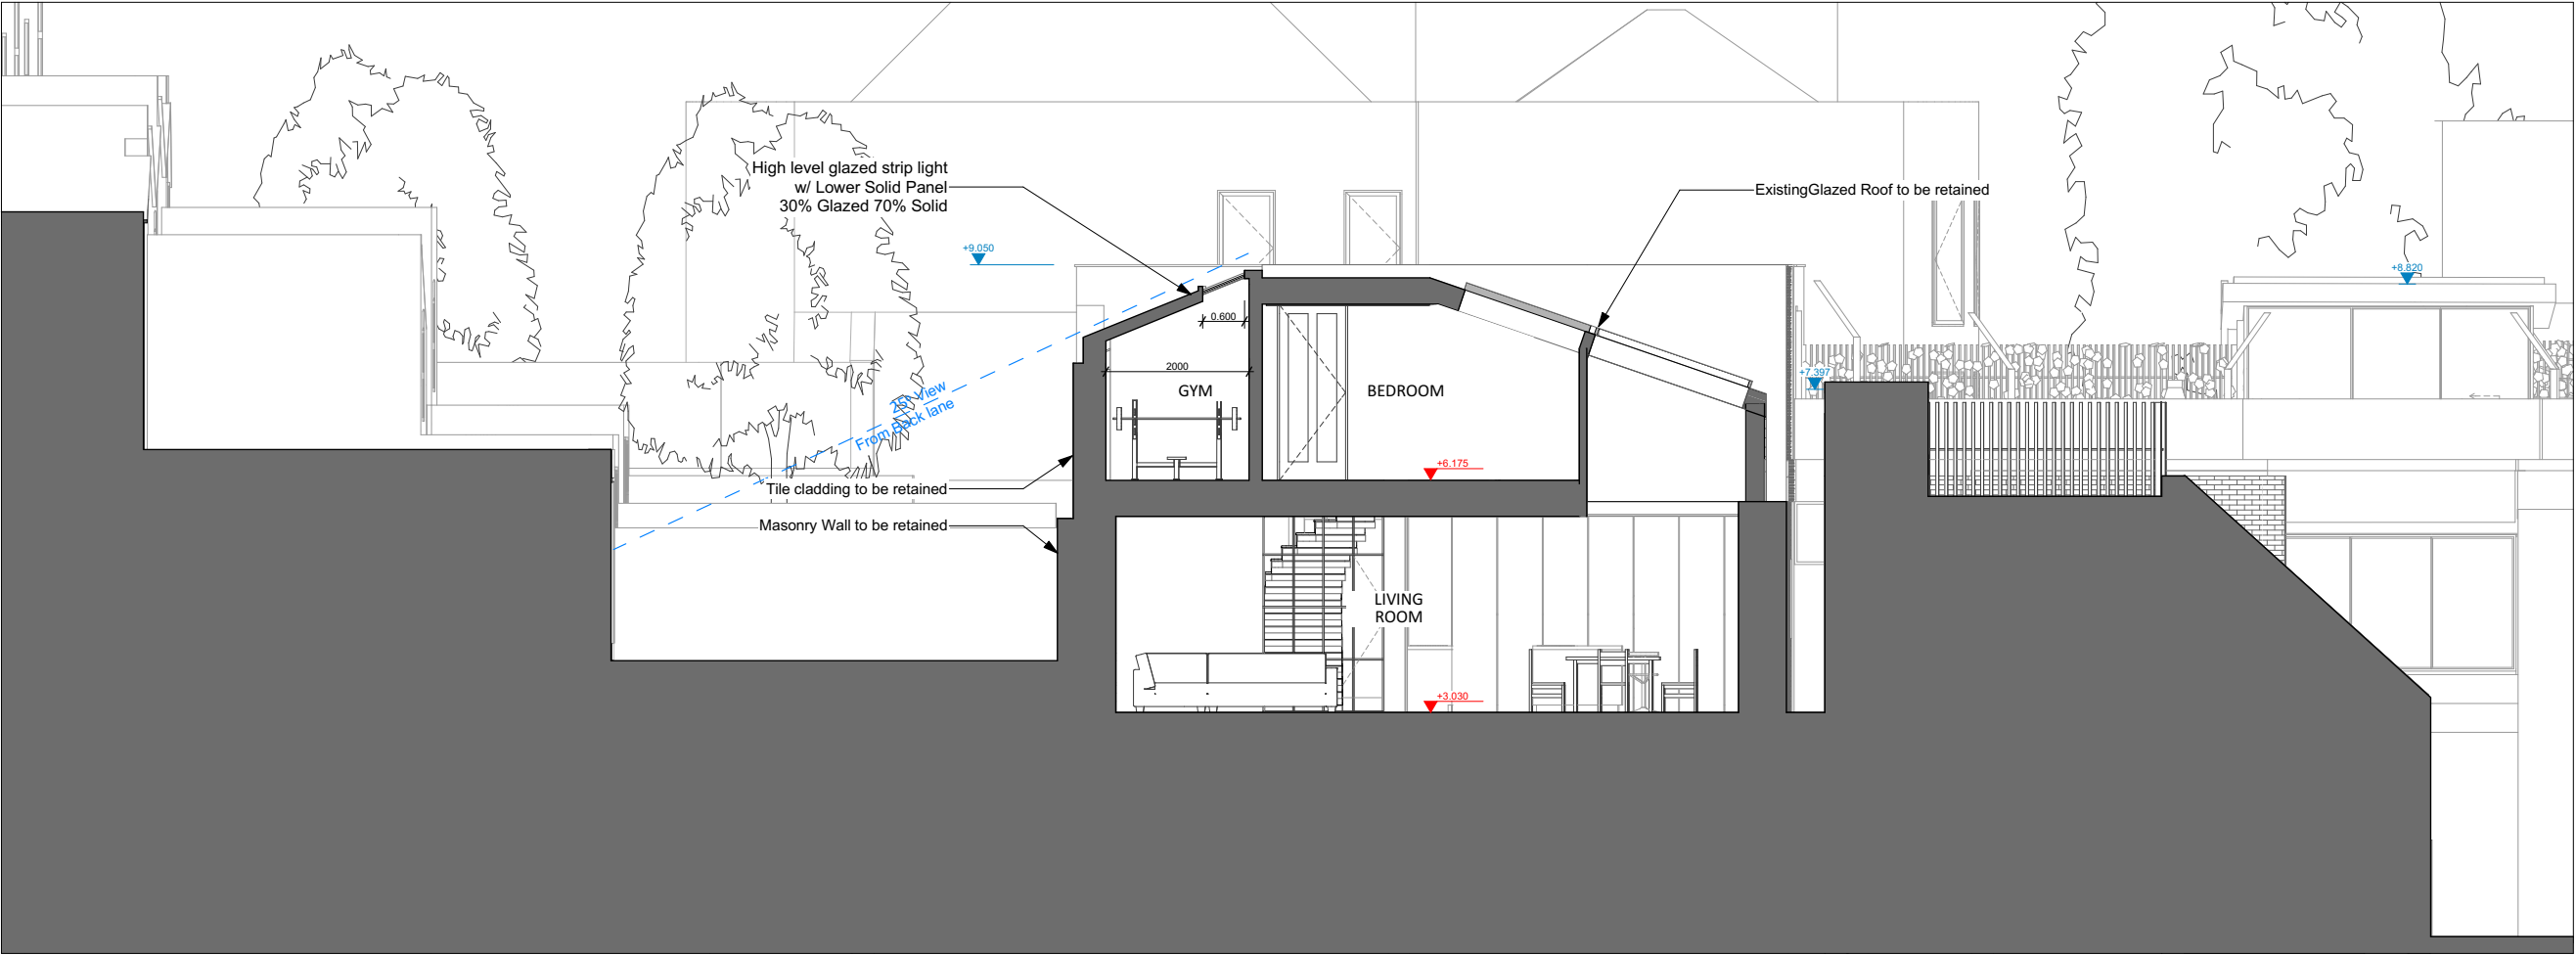 High level glazed strip light
w/ Lower Solid Panel
30% Glazed 70% Solid
ExistingGlazed Roof to be retained
+9.050
+8.820
0.600
+7.397
2000
GYM
BEDROOM
25° View
From Back lane
+6.175
Tile cladding to be retained
Masonry Wall to be retained
LIVING
ROOM
+3.030